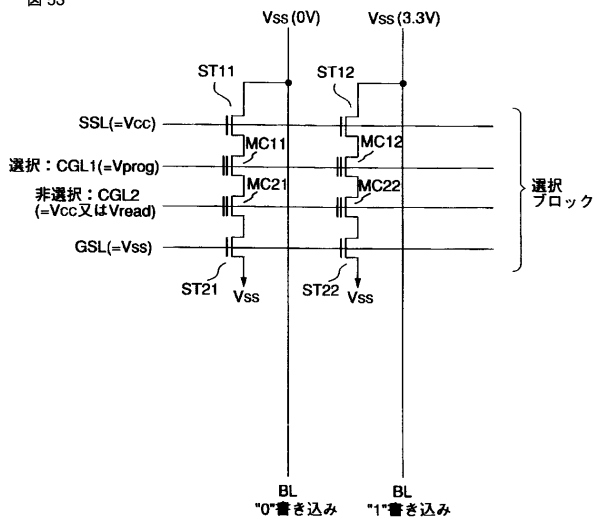 図 53
Vss (0V)
Vss (3.3V)
ST11
ST12
SSL(=Vcc)
MC11
MC12
選択：CGL1(=Vprog)
MC21
MC22
非選択：CGL2
(=Vcc又はVread)
選択
ブロック
GSL(=Vss)
ST21
Vss
ST22
Vss
BL
"0"書き込み
BL
"1"書き込み